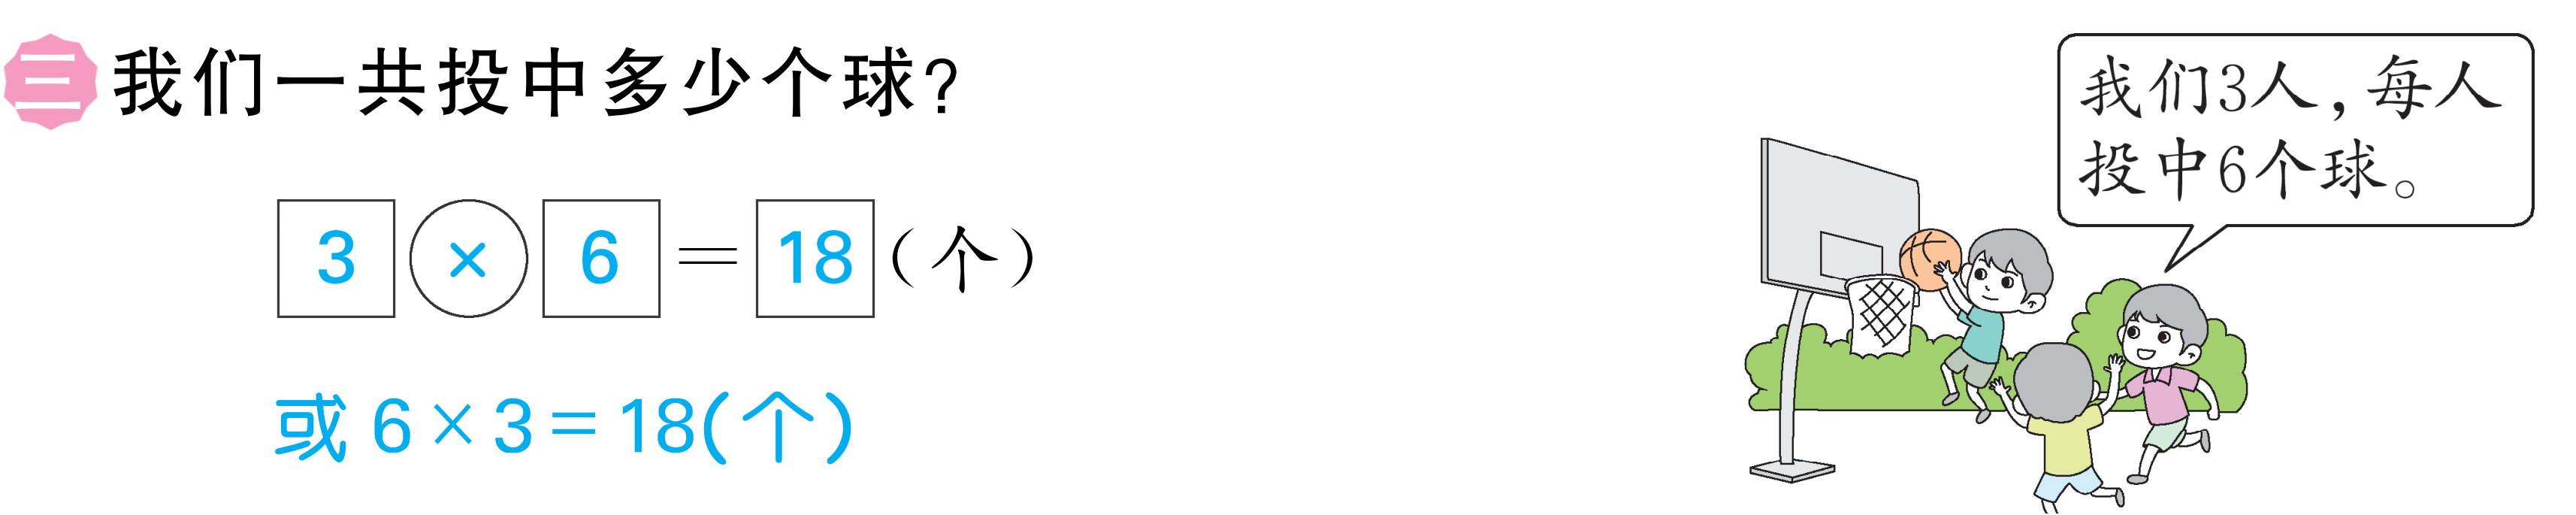 三 我们一共投中多少个球?
我们3人,每人
投中6个球。
3 × 6 = 18 (个)
或 6×3=18(个)